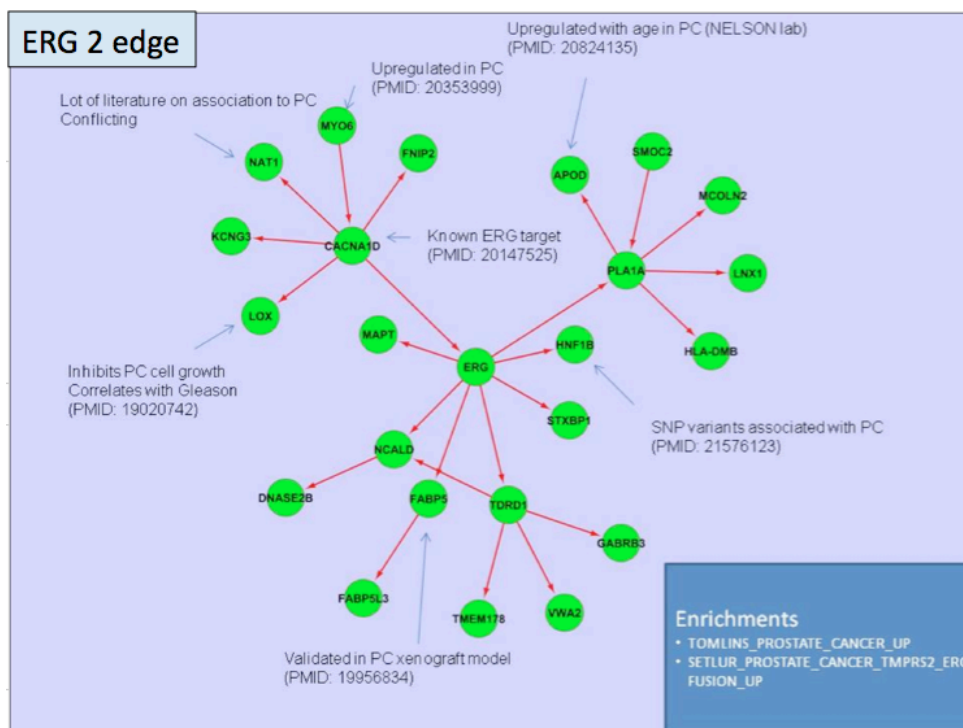 ERG 2 edge
Upregulated with age in PC (NELSON lab)
(PMID: 20824135)
Upregulated in PC
(PMID: 20353999)
Lot of literature on association to PC
Conflicting
MYO6
NAT1
FNIP2
SMOC2
APOD
MCOLN2
KCNG3
CACNA1D
Known ERG target
(PMID: 20147525)
PLA1A
LNX1
LOX
MAPT
HNF1B
HLA-DMB
ERG
Inhibits PC cell growth
Correlates with Gleason
(PMID: 19020742)
STXBP1
SNP variants associated with PC
(PMID: 21576123)
NCALD
DNASE2B
FABP5
TDRD1
GABRB3
FABP5L3
TMEM178
VWA2
Validated in PC xenograft model
(PMID: 19956834)
Enrichments
• TOMLINS_PROSTATE_CANCER_UP
• SETLUR_PROSTATE_CANCER_TMPRS2_ERG
FUSION_UP